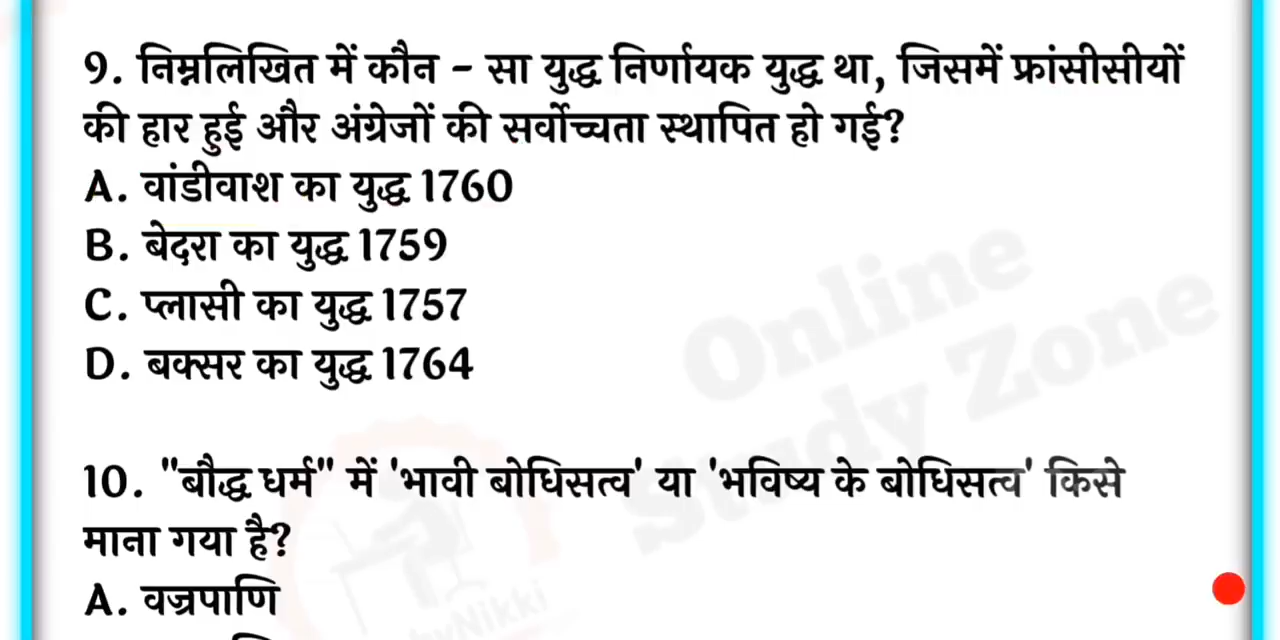 9. निम्नलिखित में कौन - सा युद्ध निर्णायक युद्ध था, जिसमें फ्रांसीसीयों
की हार हुई और अंग्रेजों की सर्वोच्चता स्थापित हो गई?
A. वांडीवाश का युद्ध 1760
B. बेदरा का युद्ध 1759
C. प्लासी का युद्ध 1757
D. बक्सर का युद्ध 1764
Online
Study Zone
10. "बौद्ध धर्म" में 'भावी बोधिसत्व' या 'भविष्य के बोधिसत्व' किसे
माना गया है?
A. वज्रपाणि
byNikki